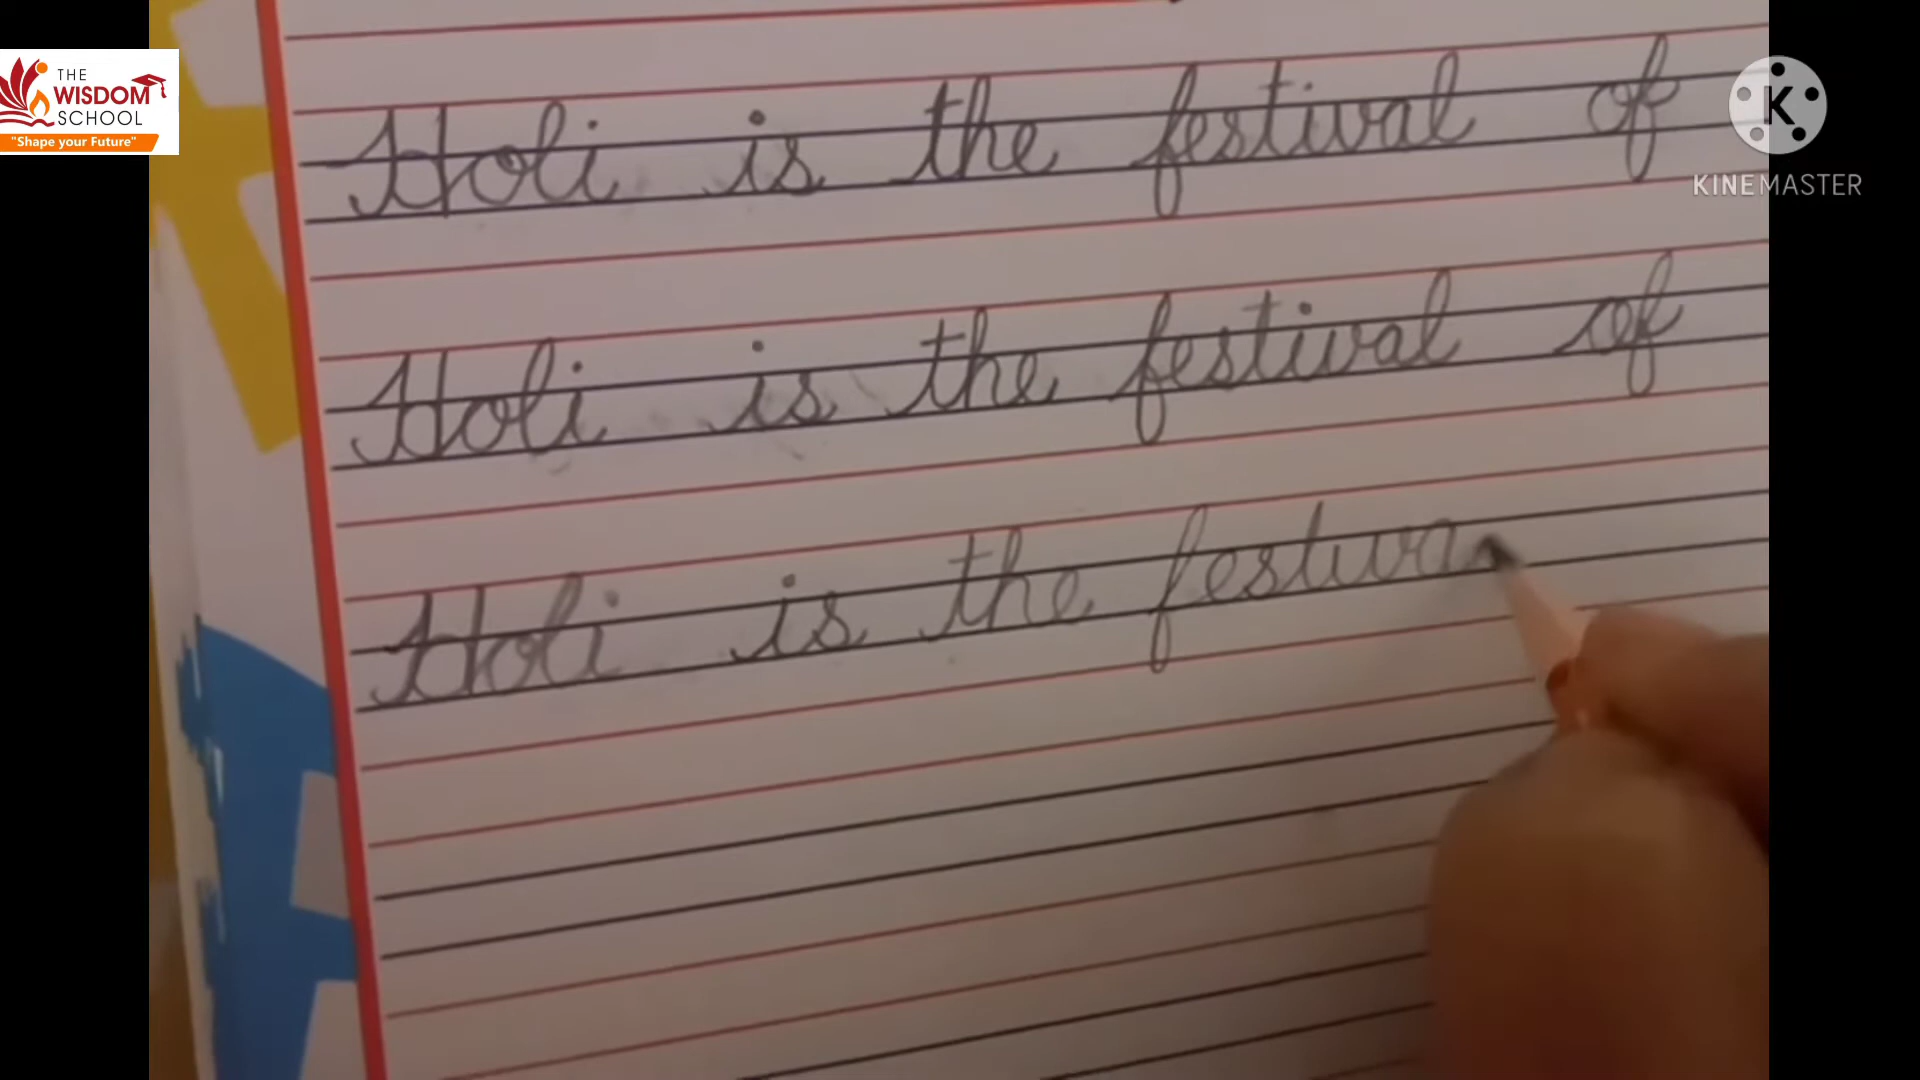 THE
WISDOM
SCHOOL
"Shape your Future"
K
KINEMASTER
Holi is the festival of
Holi is the festival of
Holi is the festiva